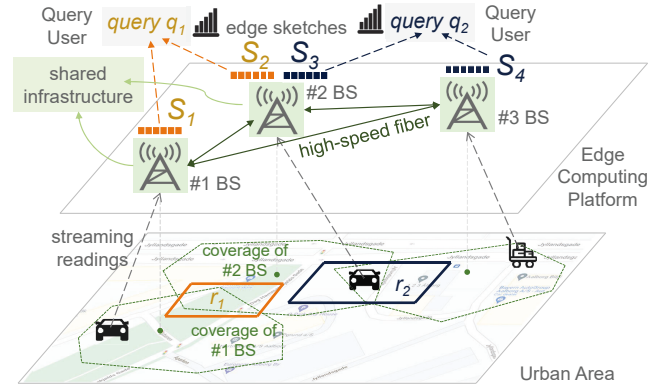 Query
User
query q1
edge sketches
query q2
Query
User
S2
S3
S4
shared
infrastructure
S1
#2 BS
#3 BS
high-speed fiber
#1 BS
Edge
Computing
Platform
streaming
readings
coverage of
#2 BS
r1
r2
coverage of
#1 BS
Urban Area